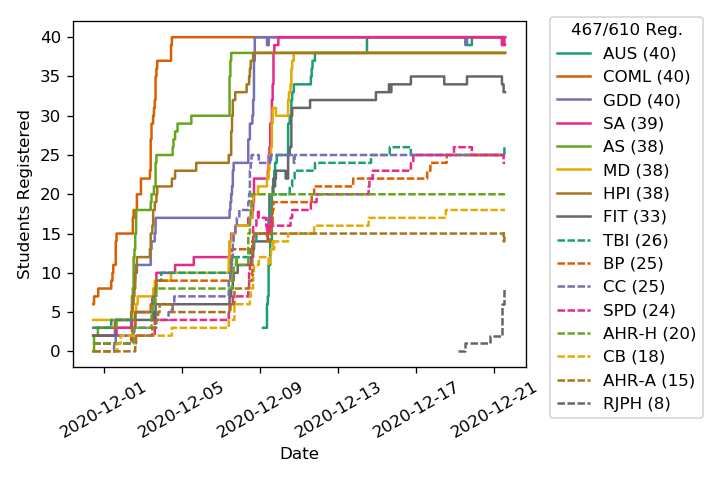 467/610 Reg.
AUS (40)
COML (40)
GDD (40)
SA (39)
AS (38)
MD (38)
HPI (38)
FIT (33)
TBI (26)
BP (25)
CC (25)
SPD (24)
AHR-H (20)
CB (18)
AHR-A (15)
RJPH (8)
Students Registered
40
35
30
25
20
15
10
5
0
2020-12-01
2020-12-05
2020-12-09
2020-12-13
2020-12-17
2020-12-21
Date